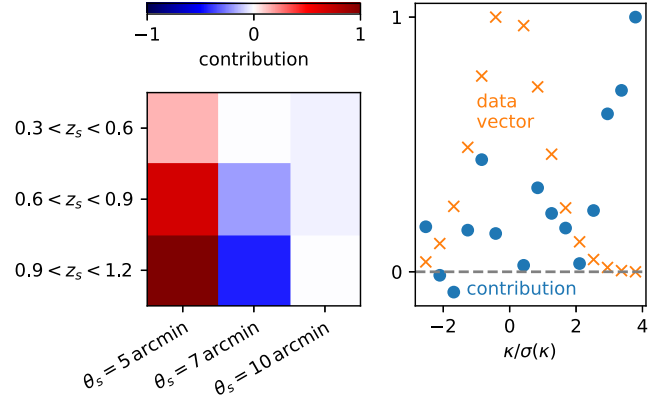 −1 0 1
contribution
0.3 < z_s < 0.6
0.6 < z_s < 0.9
0.9 < z_s < 1.2
θ_s = 5 arcmin
θ_s = 7 arcmin
θ_s = 10 arcmin
1
0
data
vector
contribution
−2 0 2 4
κ/σ(κ)